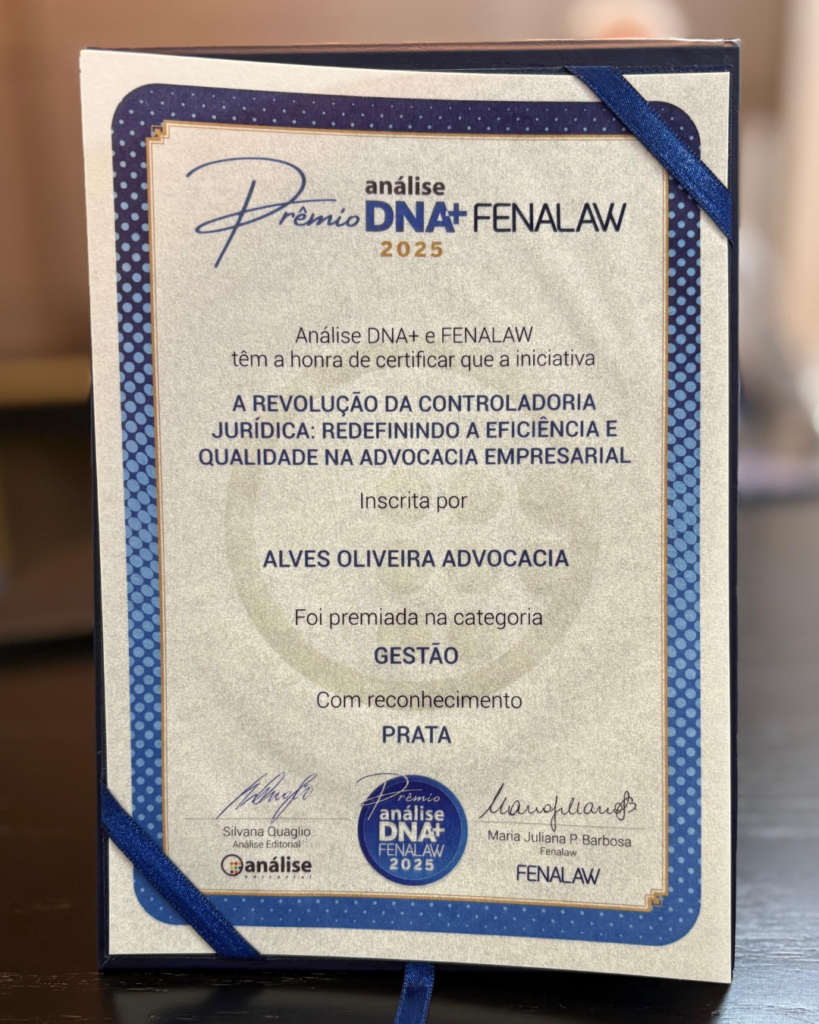 Prêmio análise DNA+ FENALAW
2025
Análise DNA+ e FENALAW
têm a honra de certificar que a iniciativa
A REVOLUÇÃO DA CONTROLADORIA
JURÍDICA: REDEFININDO A EFICIÊNCIA E
QUALIDADE NA ADVOCACIA EMPRESARIAL
Inscrita por
ALVES OLIVEIRA ADVOCACIA
Foi premiada na categoria
GESTÃO
Com reconhecimento
PRATA
Silvana Quaglio
Análise Editorial
análise
editorial
Prêmio
análise
DNA+
FENALAW
2025
Maria Juliana P. Barbosa
Fenalaw
FENALAW